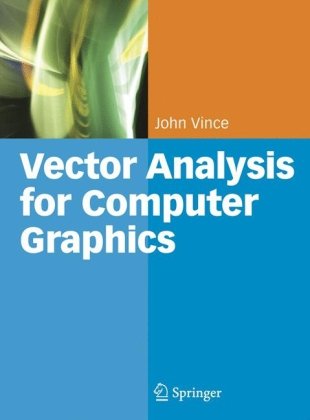 John Vince
Vector Analysis
for Computer
Graphics
Springer